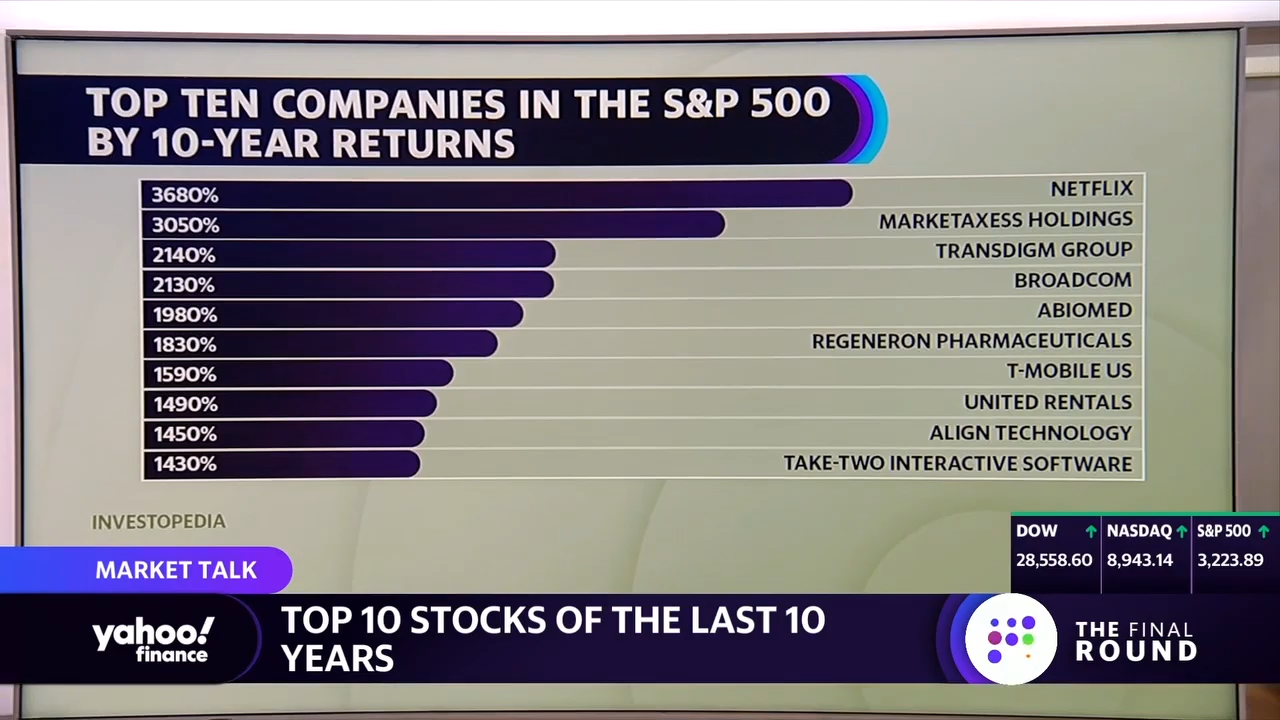 TOP TEN COMPANIES IN THE S&P 500
BY 10-YEAR RETURNS
3680% NETFLIX
3050% MARKETAXESS HOLDINGS
2140% TRANSDIGM GROUP
2130% BROADCOM
1980% ABIOMED
1830% REGENERON PHARMACEUTICALS
1590% T-MOBILE US
1490% UNITED RENTALS
1450% ALIGN TECHNOLOGY
1430% TAKE-TWO INTERACTIVE SOFTWARE
INVESTOPEDIA
DOW NASDAQ S&P 500
28,558.60 8,943.14 3,223.89
MARKET TALK
yahoo!
finance
TOP 10 STOCKS OF THE LAST 10
YEARS
THE FINAL
ROUND